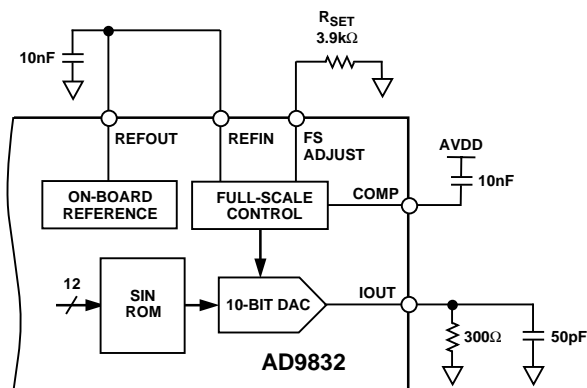 R_SET
3.9kΩ
10nF
REFOUT
REFIN
FS
ADJUST
AVDD
10nF
COMP
ON-BOARD
REFERENCE
FULL-SCALE
CONTROL
12
SIN
ROM
10-BIT DAC
IOUT
300Ω
50pF
AD9832